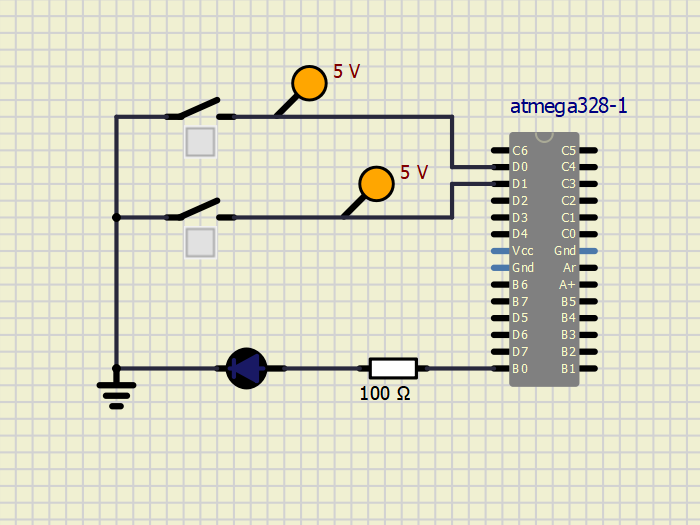 5 V
atmega328-1
C6 C5
D0 C4
5 V
D1 C3
D2 C2
D3 C1
D4 C0
Vcc Gnd
Gnd Ar
B6 A+
B7 B5
D5 B4
D6 B3
D7 B2
B0 B1
100 Ω